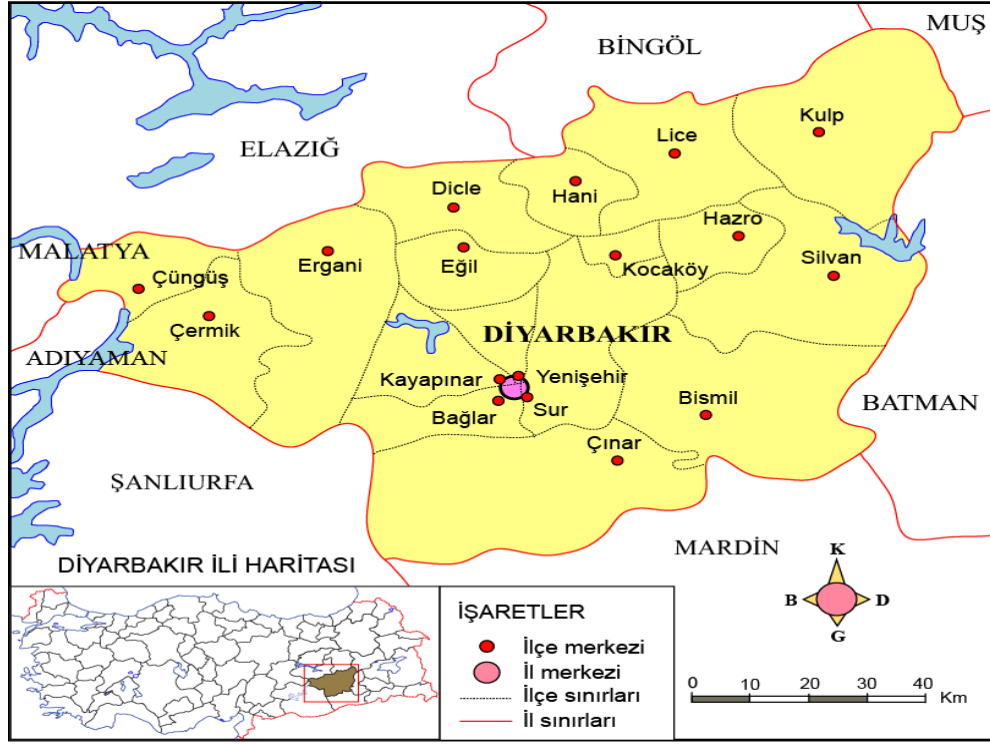 MUŞ
BİNGÖL
Kulp
Lice
ELAZIĞ
Dicle
Hani
Hazro
MALATYA
Ergani
Eğil
Kocaköy
Silvan
Çüngüş
Çermik
DİYARBAKIR
ADIYAMAN
Kayapınar
Yenişehir
Bağlar
Sur
Bismil
BATMAN
Çınar
ŞANLIURFA
MARDİN
DİYARBAKIR İLİ HARİTASI
K
B
D
G
İŞARETLER
İlçe merkezi
İl merkezi
İlçe sınırları
İl sınırları
0 10 20 30 40 Km